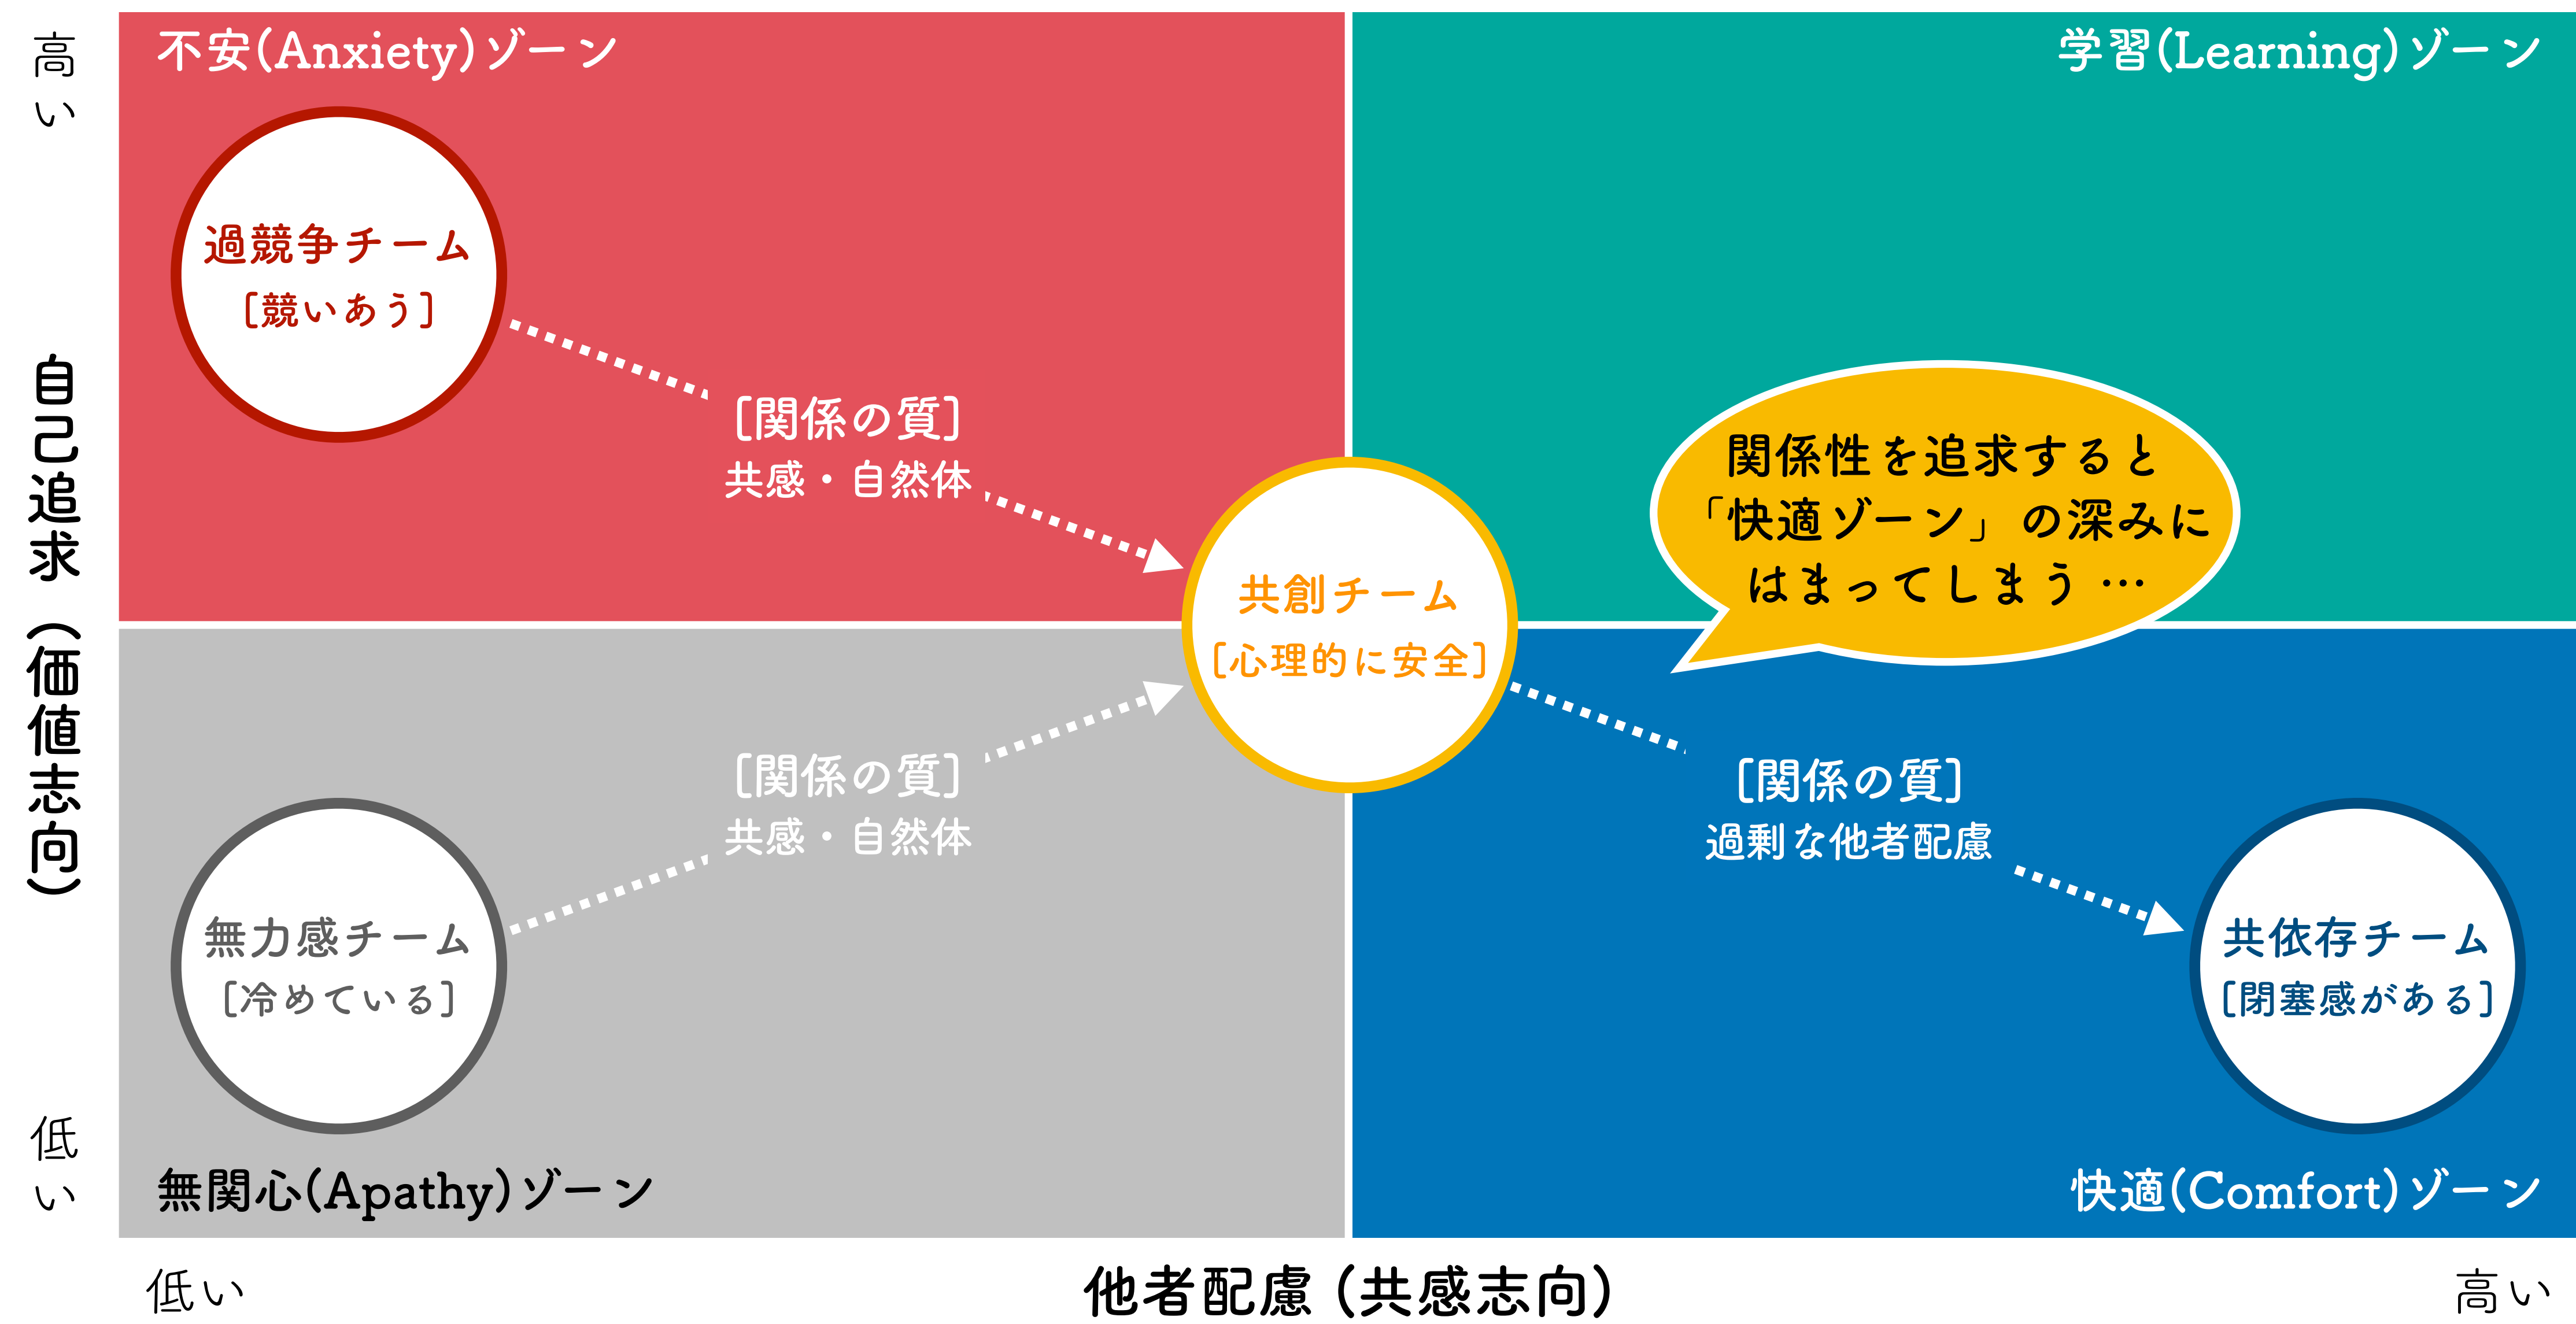 高い
不安(Anxiety)ゾーン
学習(Learning)ゾーン
過競争チーム
[競いあう]
自己追求（価値志向）
[関係の質]
共感・自然体
関係性を追求すると
「快適ゾーン」の深みに
はまってしまう …
共創チーム
[心理的に安全]
[関係の質]
共感・自然体
[関係の質]
過剰な他者配慮
無力感チーム
[冷めている]
共依存チーム
[閉塞感がある]
低い
無関心(Apathy)ゾーン
快適(Comfort)ゾーン
低い
他者配慮 (共感志向)
高い